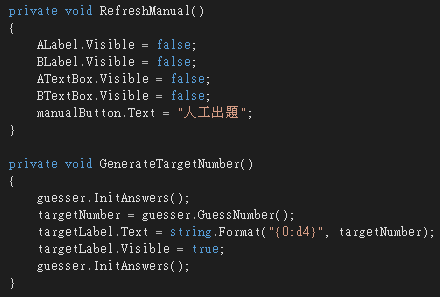 private void RefreshManual()
{
    ALabel.Visible = false;
    BLabel.Visible = false;
    ATextBox.Visible = false;
    BTextBox.Visible = false;
    manualButton.Text = "人工出題";
}

private void GenerateTargetNumber()
{
    guesser.InitAnswers();
    targetNumber = guesser.GuessNumber();
    targetLabel.Text = string.Format("{0:d4}", targetNumber);
    targetLabel.Visible = true;
    guesser.InitAnswers();
}